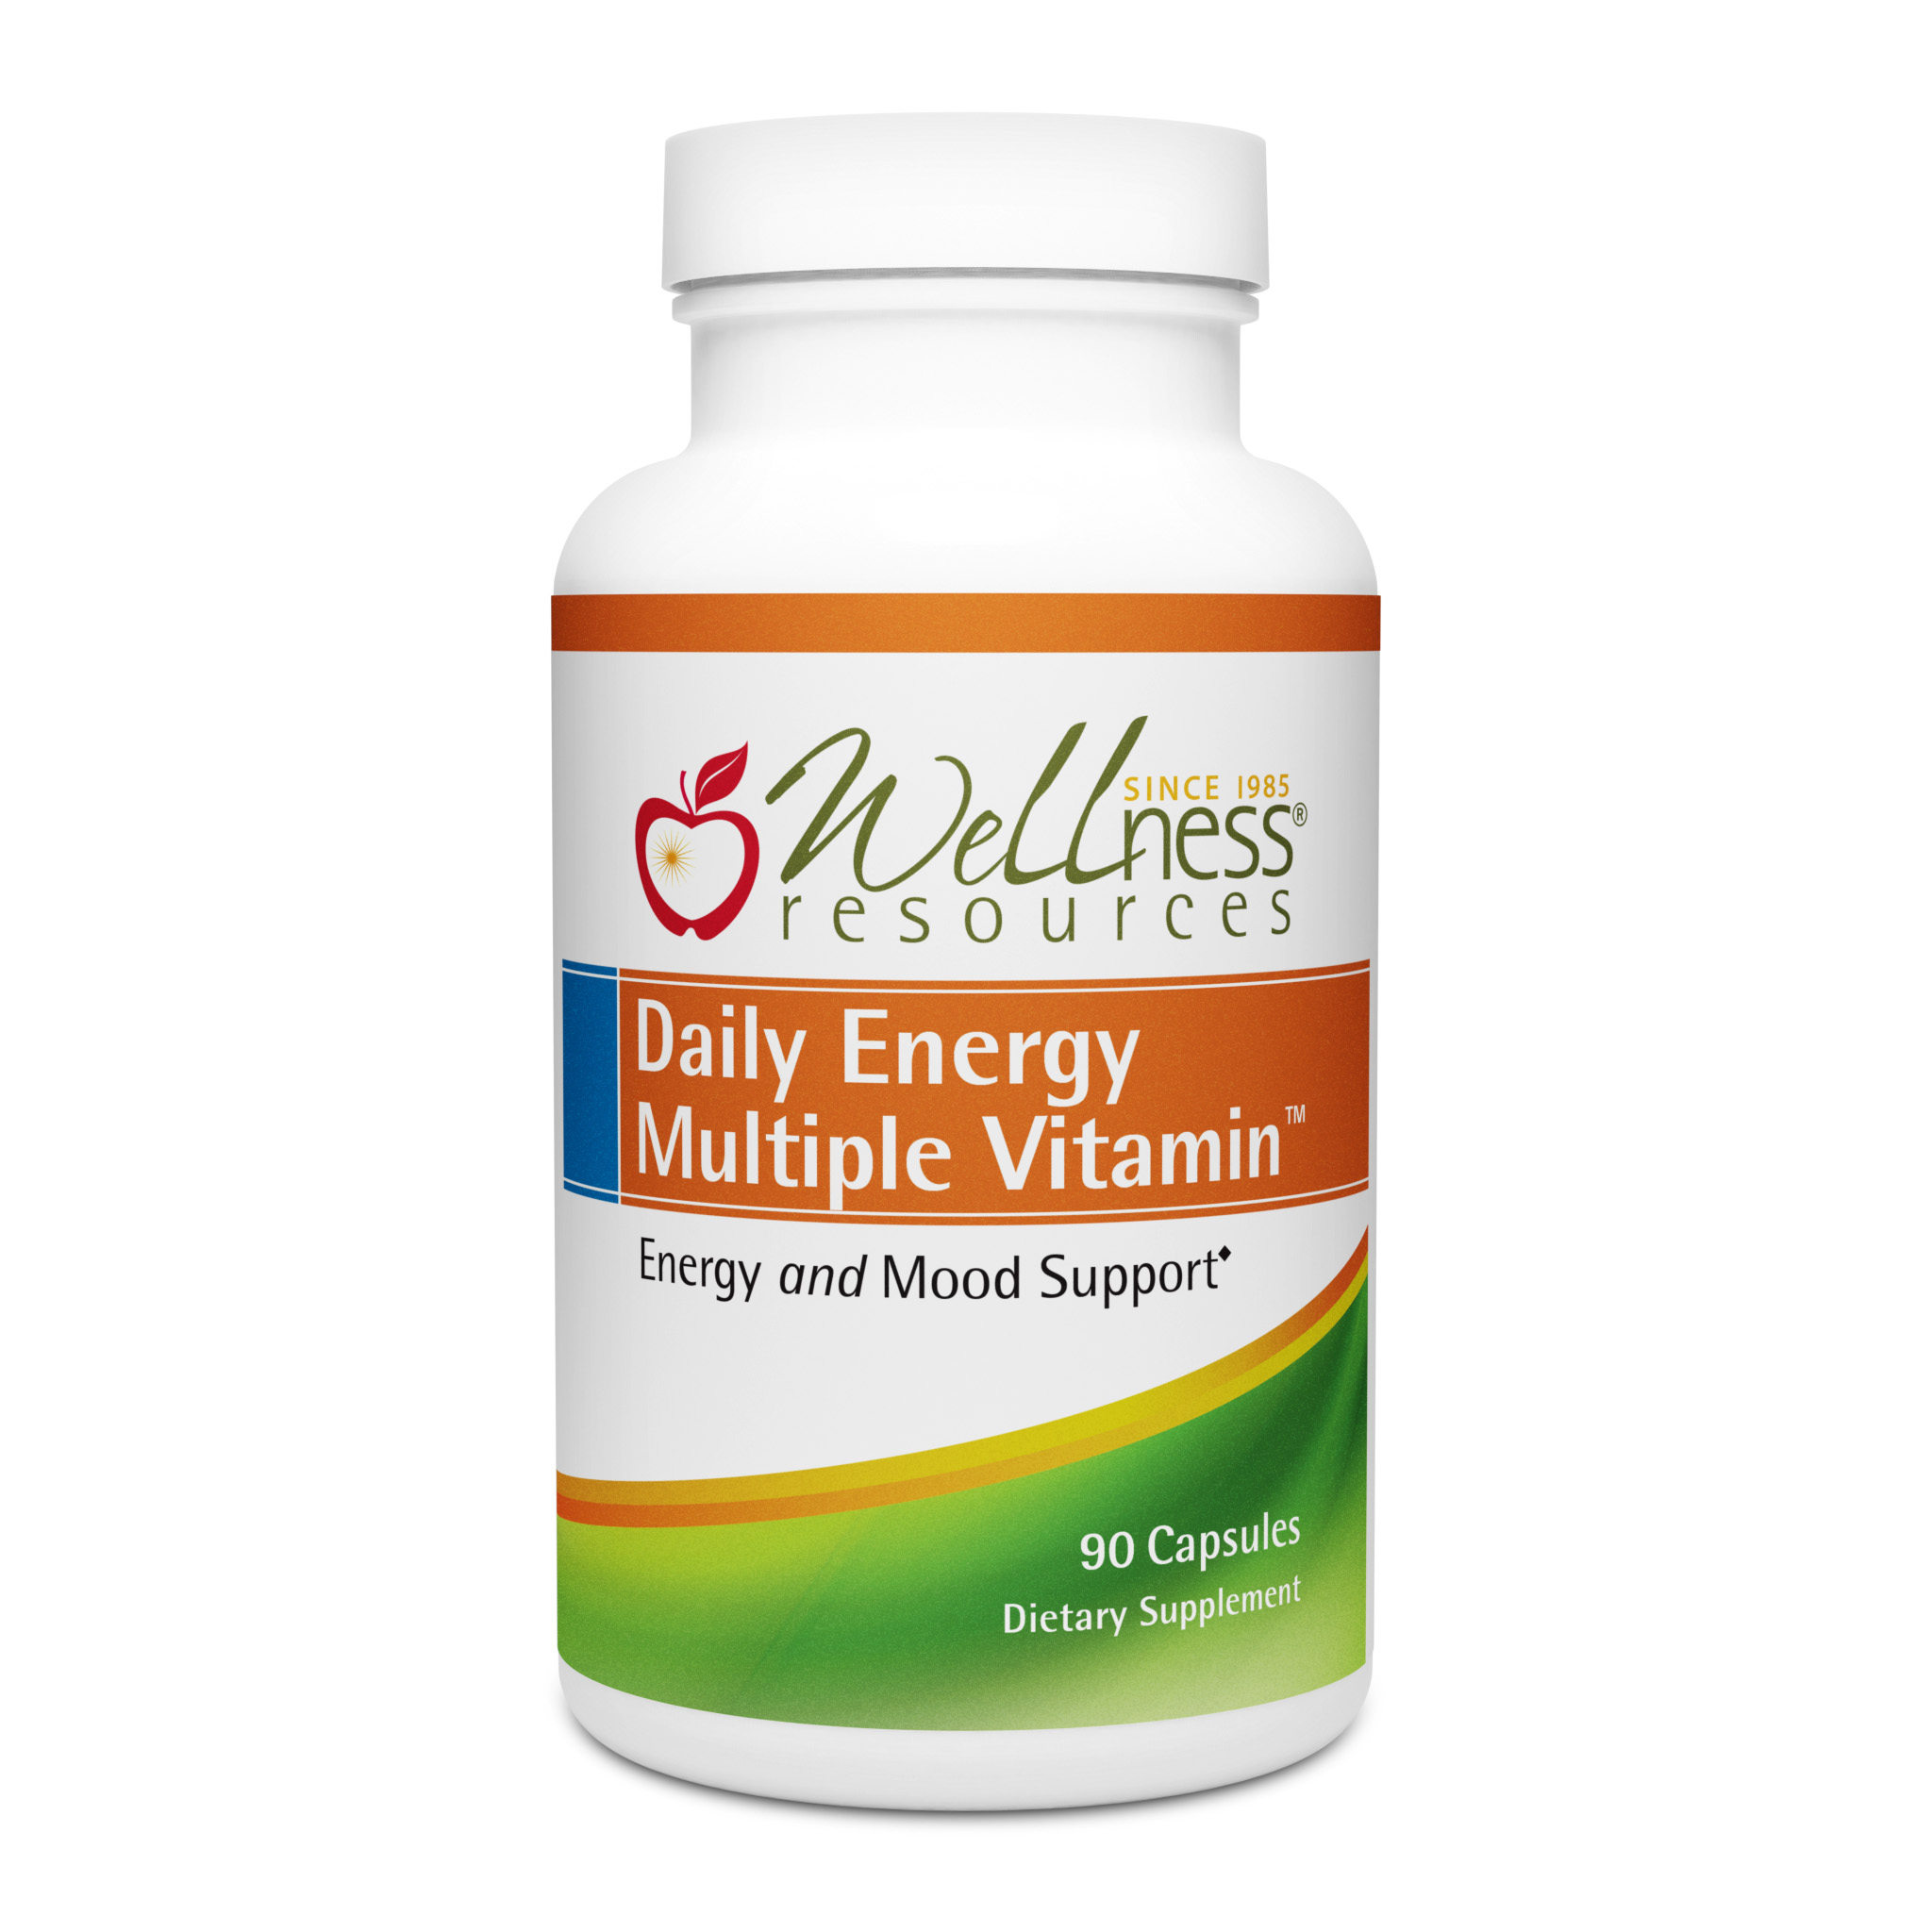 SINCE 1985
Wellness®
resources
Daily Energy
Multiple Vitamin™
Energy and Mood Support♦
90 Capsules
Dietary Supplement